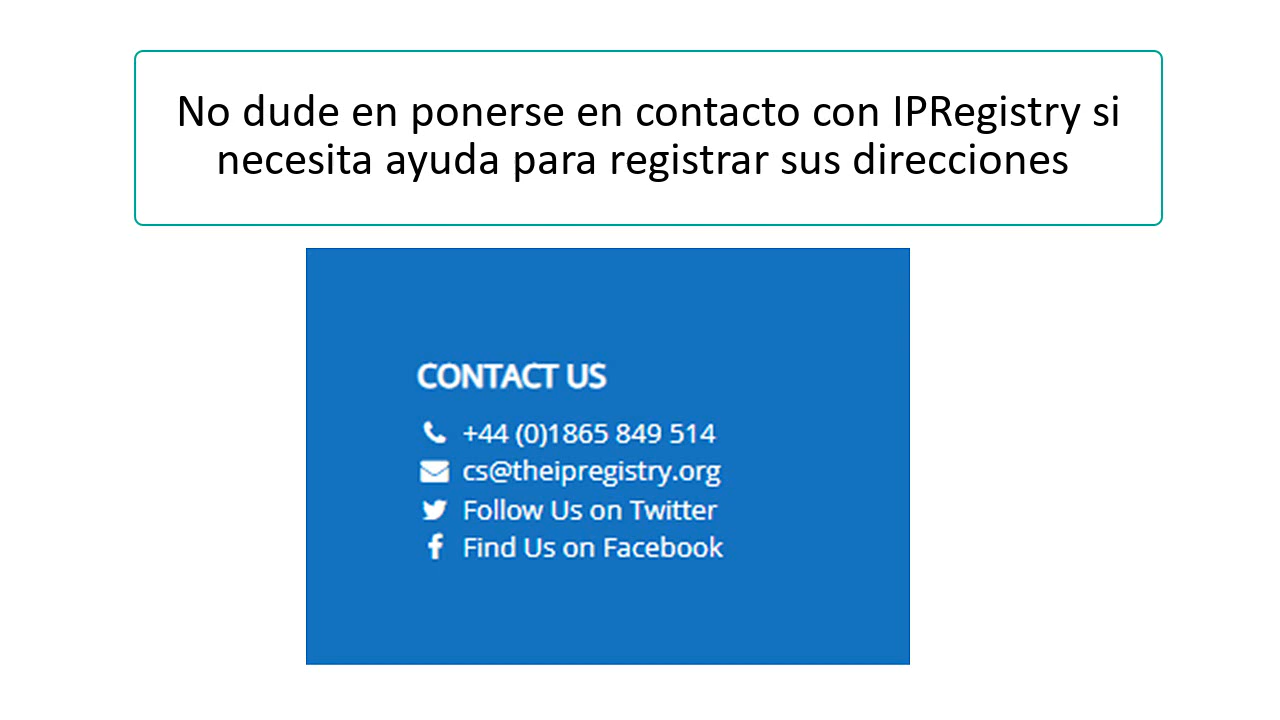 No dude en ponerse en contacto con IPRegistry si
necesita ayuda para registrar sus direcciones
CONTACT US
+44 (0)1865 849 514
cs@theipregistry.org
Follow Us on Twitter
Find Us on Facebook